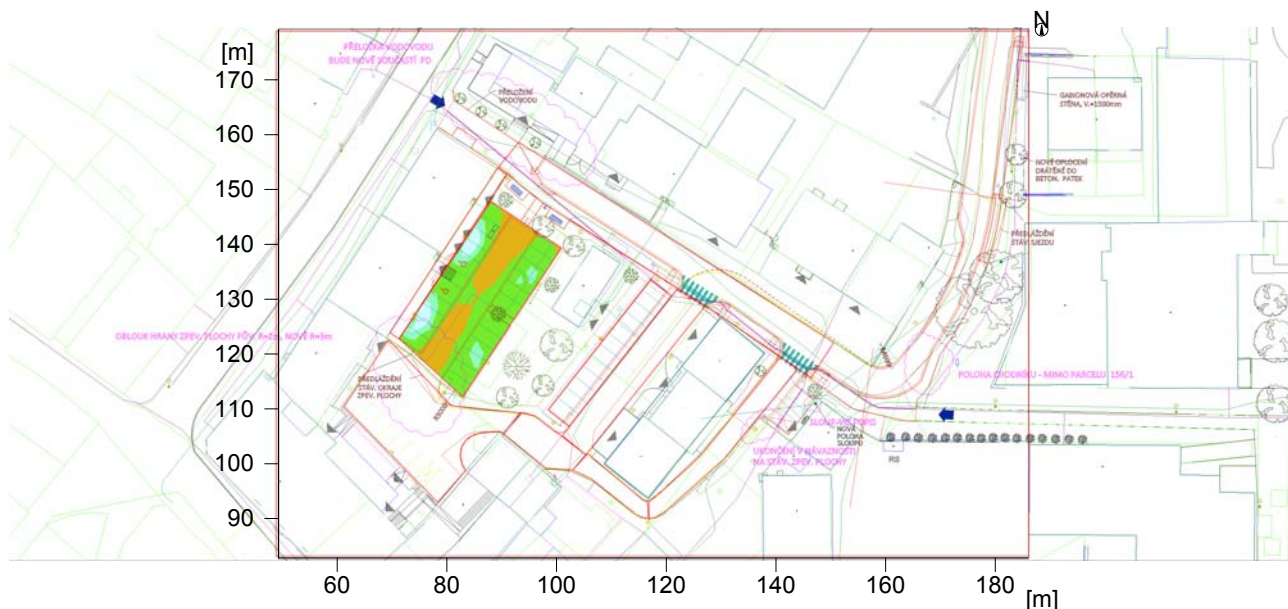 N
[m]
PŘELOŽKA VODOVODU
BUDE NOVĚ SOUČASTÍ PD
170
160
150
140
130
120
110
100
90
PŘELOŽENÍ
VODOVODU
GABIONOVÁ OPĚRNÁ
STĚNA, V.=1300mm
NOVÉ OPLOCENÍ
DRÁTĚNÉ DO
BETON. PATEK
PŘEDLÁŽDĚNÍ
STÁV. SJEZDU
OBLOUK HRANY ZPEV. PLOCHY PŮV. R=2m, NOVĚ R=3m
PŘEDLÁŽDĚNÍ
STÁV. OKRAJE
ZPEV. PLOCHY
POLOHA CHODNÍKU - MIMO PARCELU 156/1
NOVÁ
POLOHA
SLOUPU
UKONČENÍ V NÁVAZNOSTI
NA STÁV. ZPEV. PLOCHY
RS
60
80
100
120
140
160
180
[m]